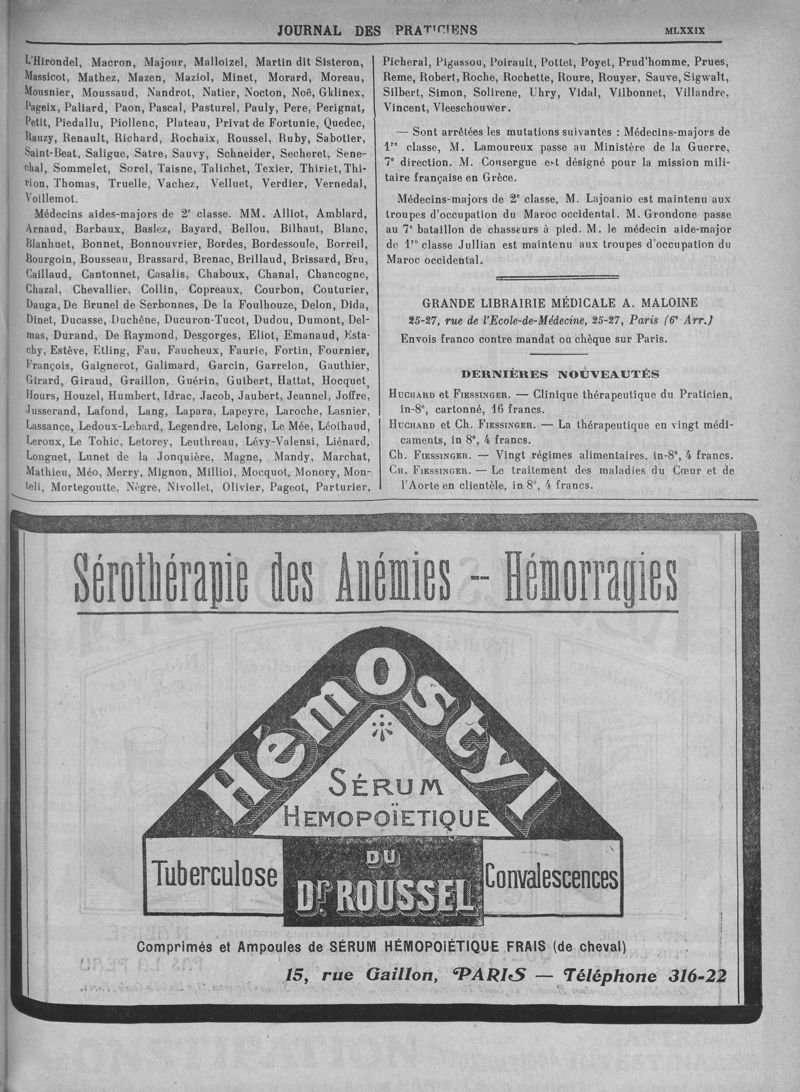 JOURNAL DES PRATICIENS
MLXXIX
L'Hirondel, Macron, Majour, Malloizel, Martin dit Sisteron,
Massicot, Mathez, Mazen, Maziol, Minet, Morard, Moreau,
Mousnier, Moussaud, Nandrot, Natier, Nocton, Noë, Gklinex,
Pageix, Paliard, Paon, Pascal, Pasturel, Pauly, Pere, Perignat,
Petit, Piedallu, Piollenc, Plateau, Privat de Fortunie, Quedec,
Rauzy, Renault, Richard, Rochaix, Roussel, Ruby, Sabotier,
Saint-Beat, Saligue, Satre, Sauvy, Schneider, Secheret, Sene-
chal, Sommelet, Sorel, Taisne, Talichet, Texier, Thiriet, Thi-
rion, Thomas, Truelle, Vachez, Velluet, Verdier, Vernedal,
Voillemot.
Médecins aides-majors de 2e classe. MM. Alliot, Amblard,
Arnaud, Barbaux, Baslez, Bayard, Bellou, Bilhaut, Blanc,
Blanhuet, Bonnet, Bonnouvrier, Bordes, Bordessoule, Borreil,
Bourgoin, Bousseau, Brassard, Brenac, Brillaud, Brissard, Bru,
Caillaud, Cantonnet, Casalis, Chaboux, Chanal, Chancogne,
Chazal, Chevallier, Collin, Copreaux, Courbon, Couturier,
Dauga, De Brunel de Serbonnes, De la Foulhouze, Delon, Dida,
Dinet, Ducasse, Duchêne, Ducuron-Tucot, Dudou, Dumont, Del-
mas, Durand, De Raymond, Desgorges, Eliot, Emanaud, Esta-
chy, Estève, Etling, Fau, Faucheux, Faurie, Fortin, Fournier,
François, Gaignerot, Galimard, Garcin, Garrelon, Gauthier,
Girard, Giraud, Graillon, Guérin, Guibert, Hattat, Hocquet,
Hours, Houzel, Humbert, Idrac, Jacob, Jaubert, Jeannel, Joffre,
Jusserand, Lafond, Lang, Lapara, Lapeyre, Laroche, Lasnier,
Lassance, Ledoux-Lebard, Legendre, Lelong, Le Mée, Léoihaud,
Leroux, Le Tohic, Letorey, Leuthreau, Lévy-Valensi, Liénard,
Longuet, Lunet de la Jonquière, Magne, Mandy, Marchat,
Mathieu, Méo, Merry, Mignon, Milliol, Mocquot, Monory, Mon-
teli, Mortegoutte, Nègre, Nivollet, Olivier, Pageot, Parturier,
Picheral, Pigassou, Poirault, Pottet, Poyet, Prud'homme, Prues,
Reme, Robert, Roche, Rochette, Roure, Rouyer, Sauve, Sigwalt,
Silbert, Simon, Solirene, Uhry, Vidal, Vilbonnet, Villandre,
Vincent, Vleeschouwer.
— Sont arrêtées les mutations suivantes : Médecins-majors de
1re classe, M. Lamoureux passe au Ministère de la Guerre,
7e direction. M. Consergue est désigné pour la mission mili-
taire française en Grèce.
Médecins-majors de 2e classe, M. Lajoanio est maintenu aux
troupes d'occupation du Maroc occidental. M. Grondone passe
au 7e bataillon de chasseurs à pied. M. le médecin aide-major
de 1re classe Jullian est maintenu aux troupes d'occupation du
Maroc occidental.
GRANDE LIBRAIRIE MÉDICALE A. MALOINE
25-27, rue de l'Ecole-de-Médecine, 25-27, Paris (6e Arr.)
Envois franco contre mandat ou chèque sur Paris.
DERNIÈRES NOUVEAUTÉS
HUCHARD et FIESSINGER. — Clinique thérapeutique du Praticien,
in-8°, cartonné, 16 francs.
HUCHARD et CH. FIESSINGER. — La thérapeutique en vingt médi-
caments, in 8°, 4 francs.
CH. FIESSINGER. — Vingt régimes alimentaires, in-8°, 4 francs.
CH. FIESSINGER. — Le traitement des maladies du Cœur et de
l'Aorte en clientèle, in 8°, 4 francs.
Sérothérapie des Anémies -- Hémorragies
HémOstyl
SÉRUM
HEMOPOÏETIQUE
DU
Dr ROUSSEL
Tuberculose
Convalescences
Comprimés et Ampoules de SÉRUM HÉMOPOIÉTIQUE FRAIS (de cheval)
15, rue Gaillon, PARIS — Téléphone 316-22